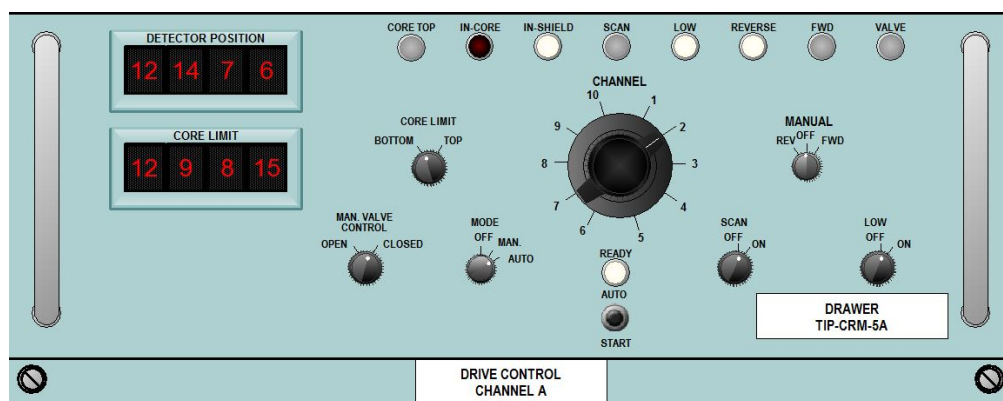 DETECTOR POSITION
12 14 7 6
CORE LIMIT
12 9 8 15
CORE TOP
IN-CORE
IN-SHIELD
SCAN
LOW
REVERSE
FWD
VALVE
CORE LIMIT
BOTTOM TOP
CHANNEL
10
1
2
3
4
5
6
7
8
9
MANUAL
REV OFF FWD
MAN. VALVE
CONTROL
OPEN CLOSED
MODE
OFF
MAN.
AUTO
READY
AUTO
START
SCAN
OFF
ON
LOW
OFF
ON
DRAWER
TIP-CRM-5A
DRIVE CONTROL
CHANNEL A